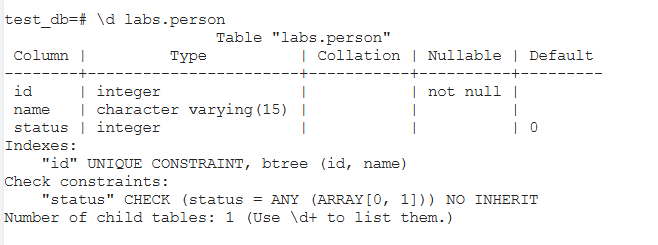 test_db=# \d labs.person
                          Table "labs.person"
 Column |          Type           | Collation | Nullable | Default
--------+-------------------------+-----------+----------+---------
 id     | integer                 |           | not null |
 name   | character varying(15)   |           |          |
 status | integer                 |           |          | 0
Indexes:
    "id" UNIQUE CONSTRAINT, btree (id, name)
Check constraints:
    "status" CHECK (status = ANY (ARRAY[0, 1])) NO INHERIT
Number of child tables: 1 (Use \d+ to list them.)